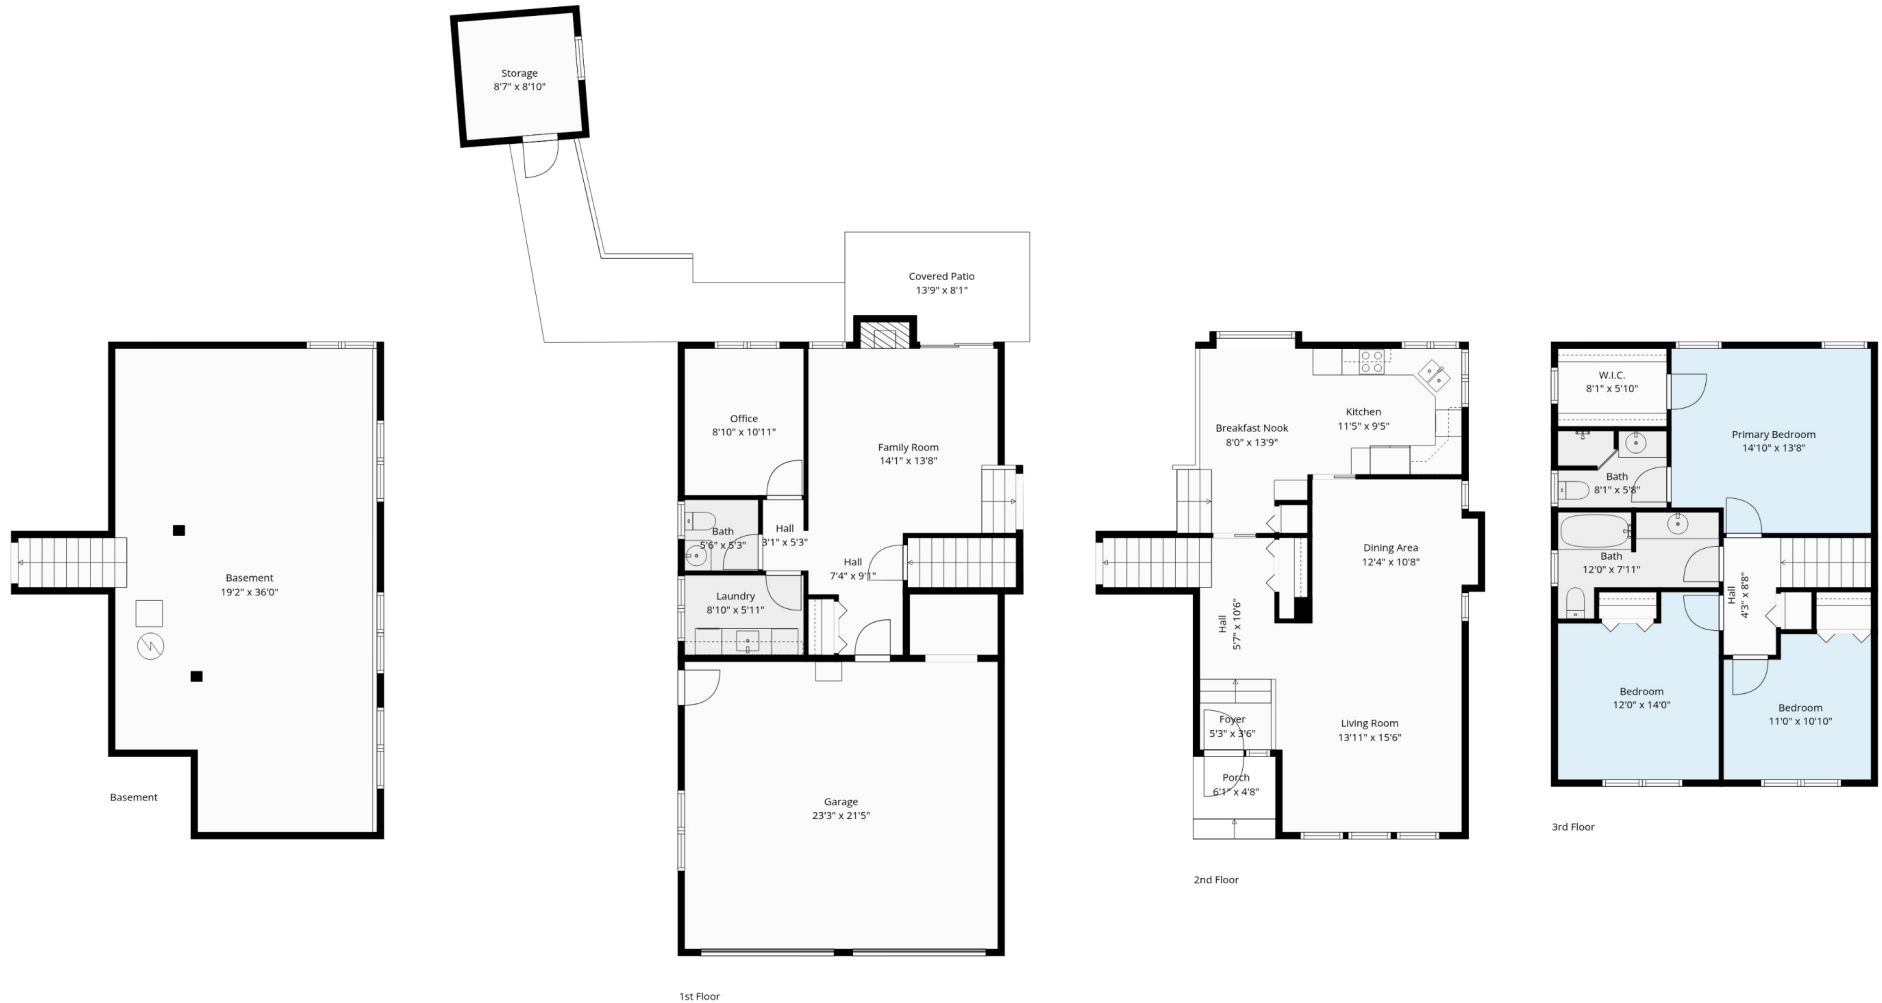 Storage
8'7" x 8'10"
Covered Patio
13'9" x 8'1"
Office
8'10" x 10'11"
Family Room
14'1" x 13'8"
Bath
5'6" x 5'3"
Hall
3'1" x 5'3"
Hall
7'4" x 9'1"
Laundry
8'10" x 5'11"
Garage
23'3" x 21'5"
1st Floor
Basement
19'2" x 36'0"
Basement
Breakfast Nook
8'0" x 13'9"
Kitchen
11'5" x 9'5"
Dining Area
12'4" x 10'8"
Hall
5'7" x 10'6"
Foyer
5'3" x 3'6"
Living Room
13'11" x 15'6"
Porch
6'1" x 4'8"
2nd Floor
W.I.C.
8'1" x 5'10"
Primary Bedroom
14'10" x 13'8"
Bath
8'1" x 5'8"
Bath
12'0" x 7'11"
Hall
4'3" x 8'8"
Bedroom
12'0" x 14'0"
Bedroom
11'0" x 10'10"
3rd Floor